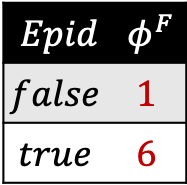 Epid ϕ^F
false 1
true 6